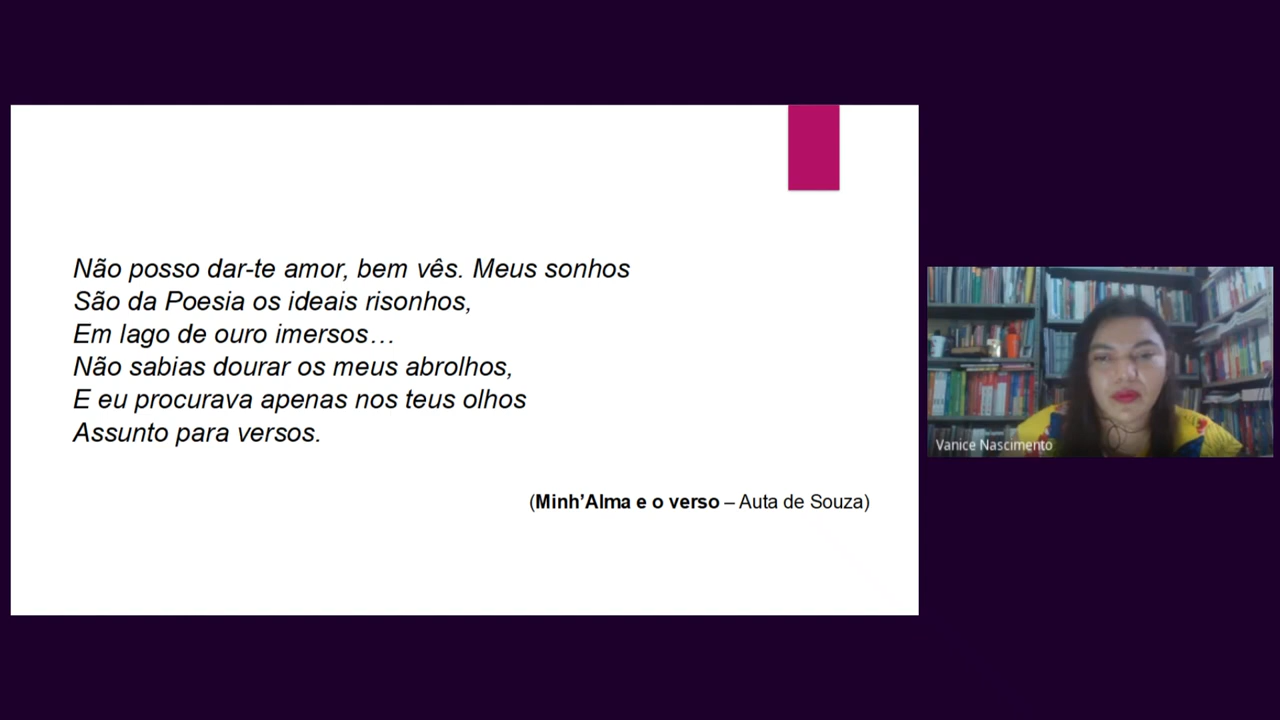 Não posso dar-te amor, bem vês. Meus sonhos
São da Poesia os ideais risonhos,
Em lago de ouro imersos…
Não sabias dourar os meus abrolhos,
E eu procurava apenas nos teus olhos
Assunto para versos.
(Minh'Alma e o verso – Auta de Souza)
Vanice Nascimento